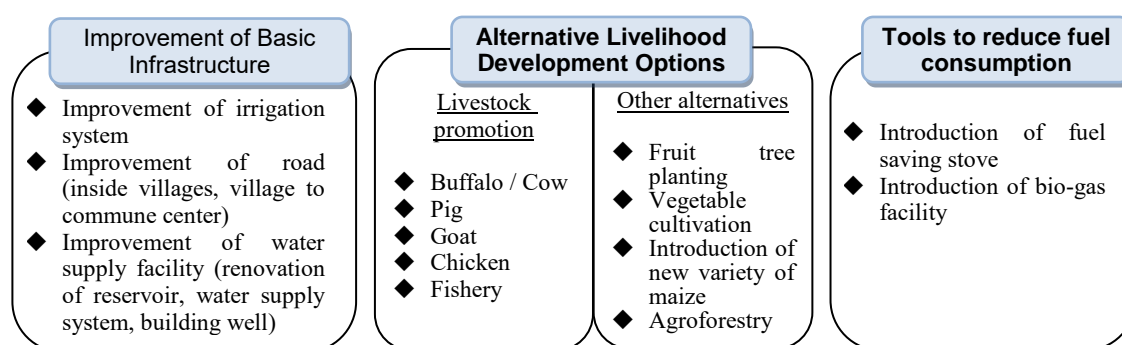 Improvement of Basic
Infrastructure
◆ Improvement of irrigation
system
◆ Improvement of road
(inside villages, village to
commune center)
◆ Improvement of water
supply facility (renovation
of reservoir, water supply
system, building well)
Alternative Livelihood
Development Options
Livestock
promotion
◆ Buffalo / Cow
◆ Pig
◆ Goat
◆ Chicken
◆ Fishery
Other alternatives
◆ Fruit tree
planting
◆ Vegetable
cultivation
◆ Introduction of
new variety of
maize
◆ Agroforestry
Tools to reduce fuel
consumption
◆ Introduction of fuel
saving stove
◆ Introduction of bio-gas
facility